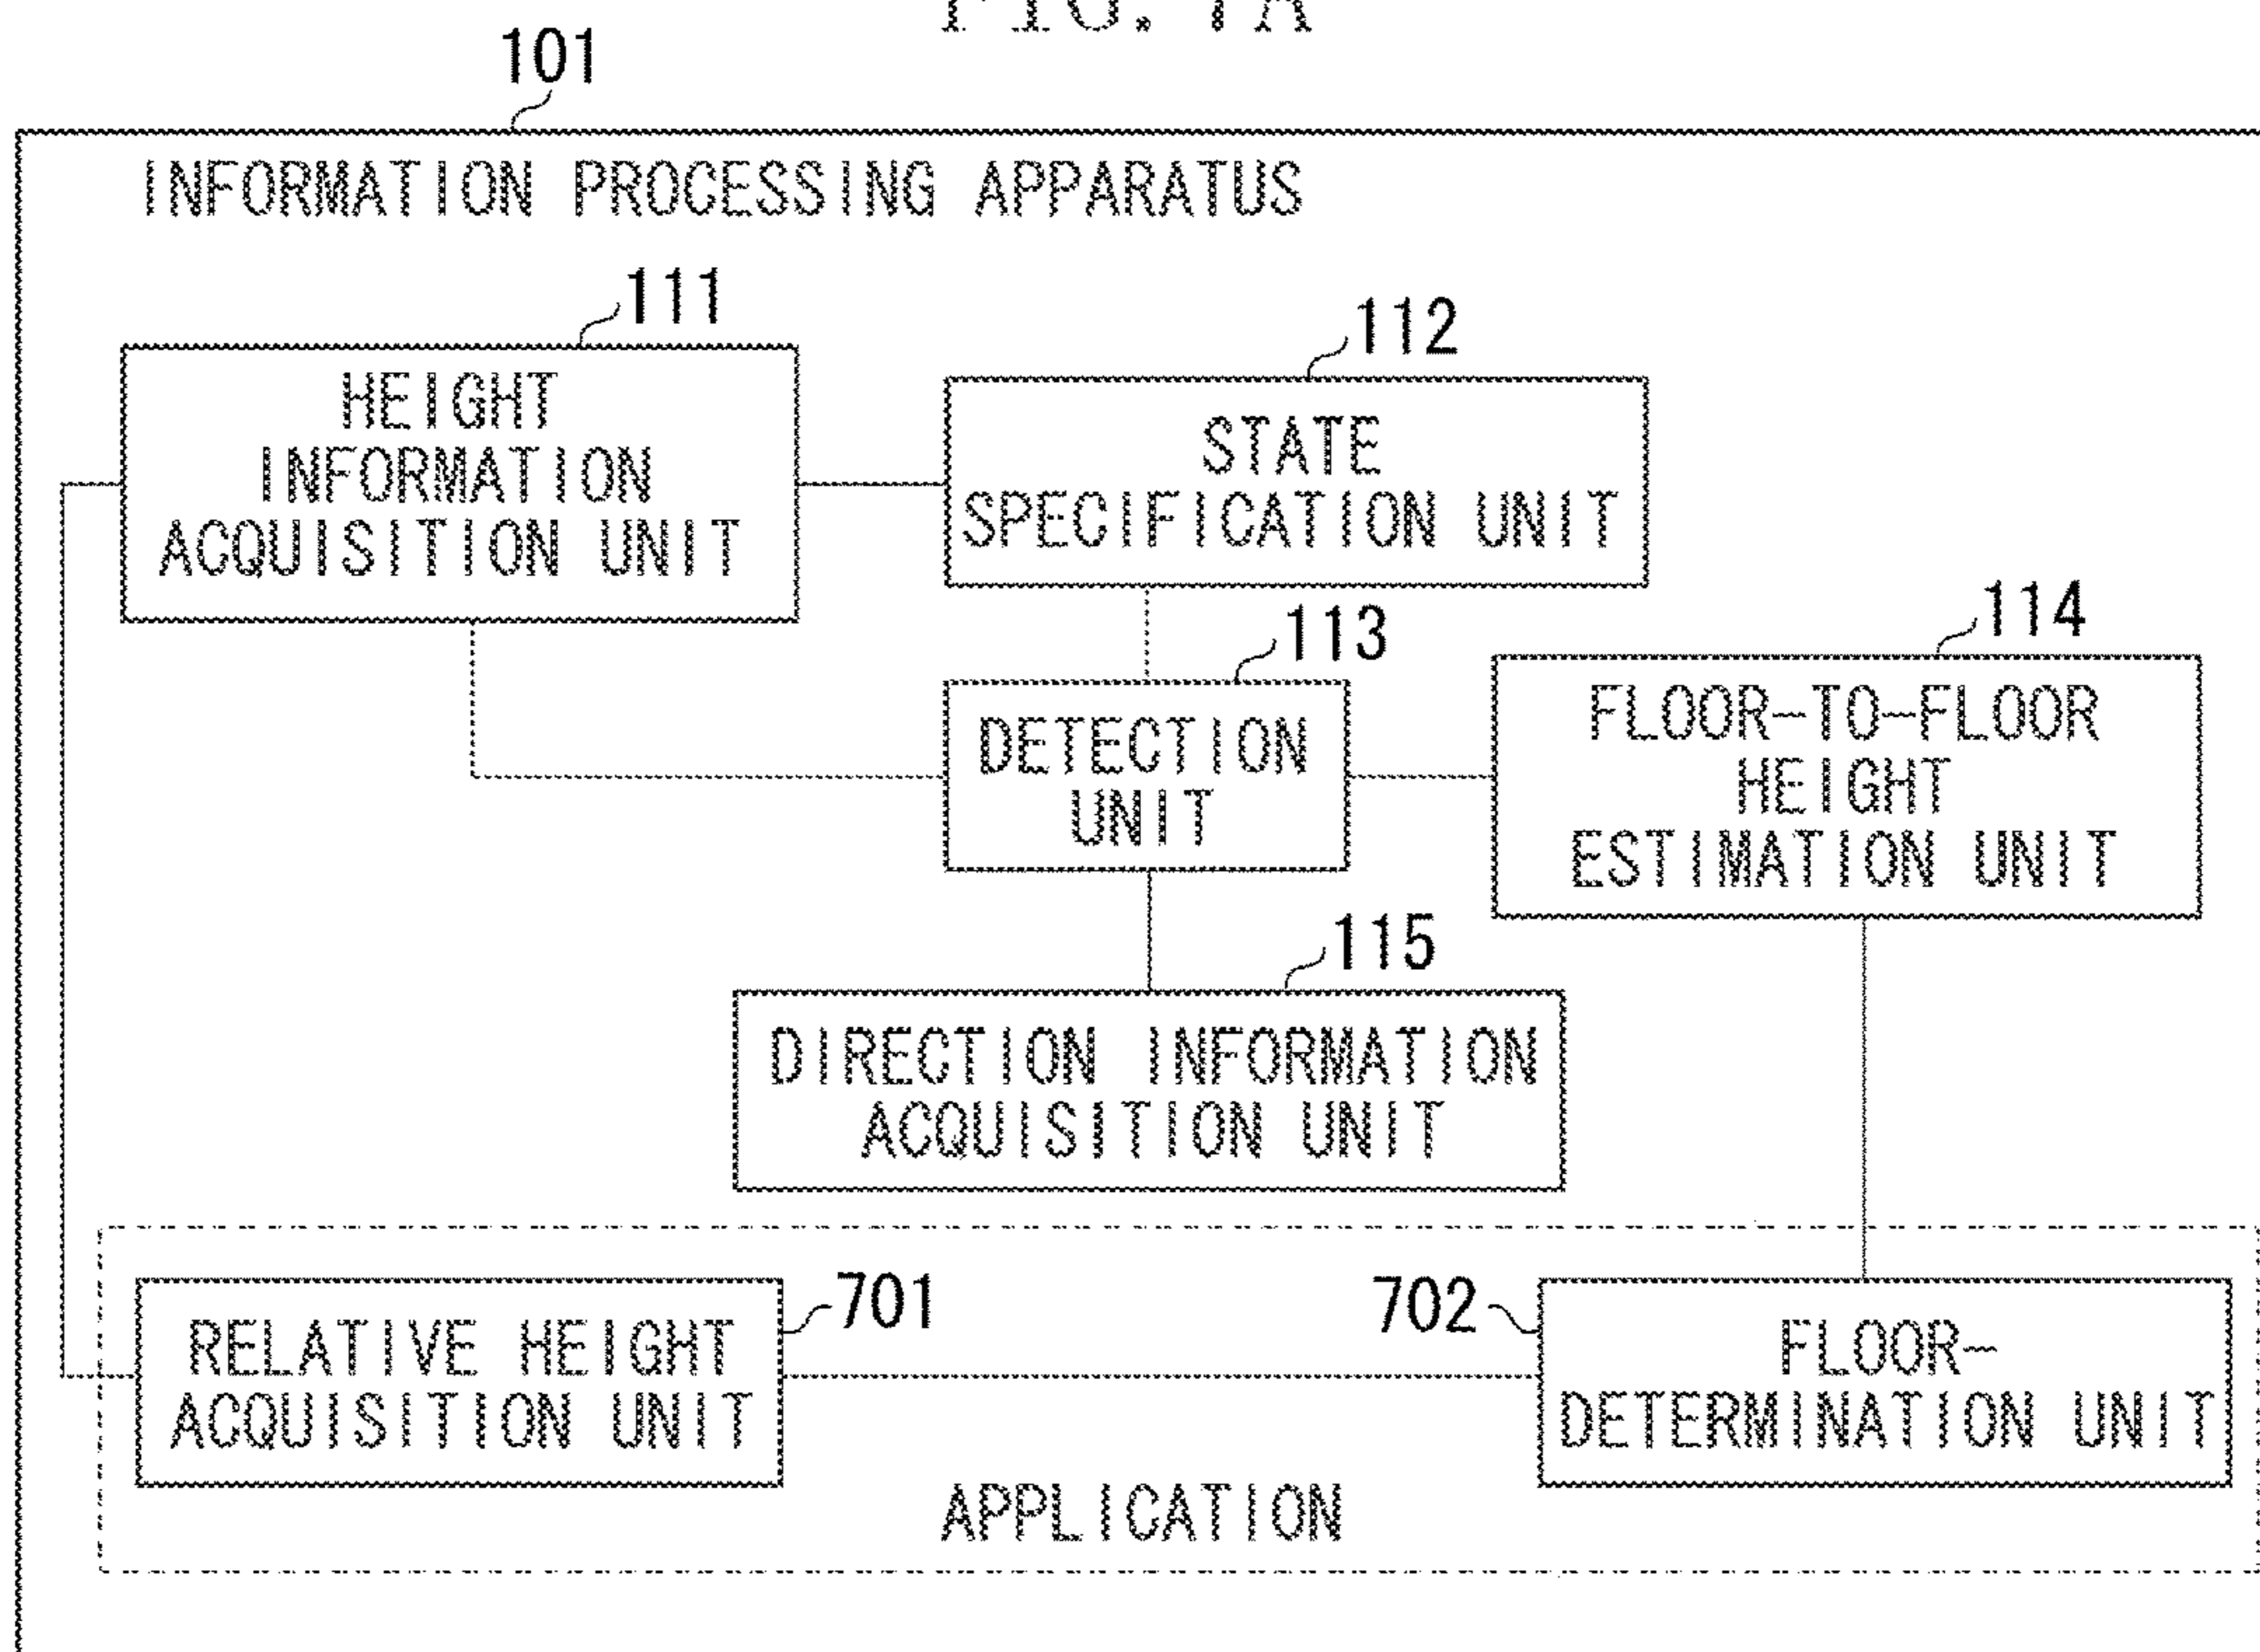 FIG. 7A
101
INFORMATION PROCESSING APPARATUS
111
HEIGHT
INFORMATION
ACQUISITION UNIT
112
STATE
SPECIFICATION UNIT
113
DETECTION
UNIT
114
FLOOR-TO-FLOOR
HEIGHT
ESTIMATION UNIT
115
DIRECTION INFORMATION
ACQUISITION UNIT
701
RELATIVE HEIGHT
ACQUISITION UNIT
702
FLOOR-
DETERMINATION UNIT
APPLICATION